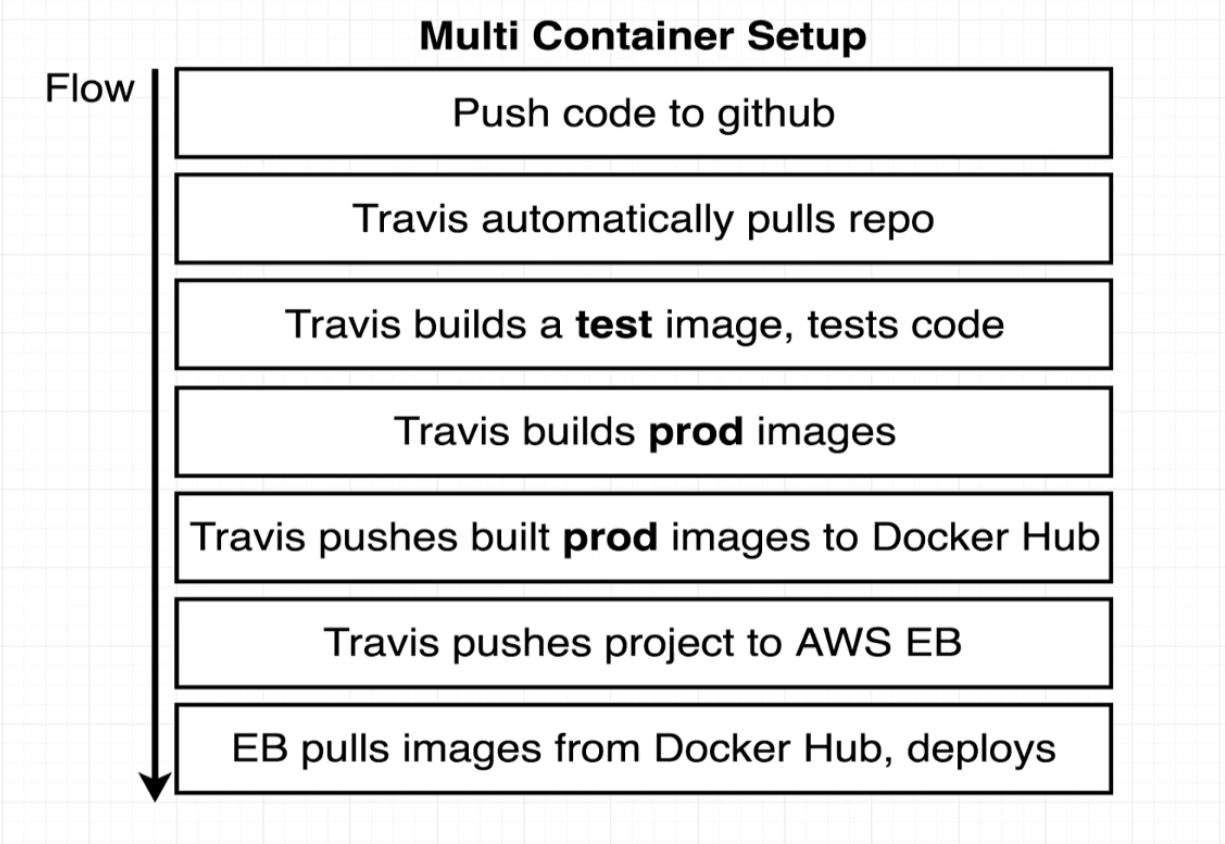 Multi Container Setup
Flow
Push code to github
Travis automatically pulls repo
Travis builds a test image, tests code
Travis builds prod images
Travis pushes built prod images to Docker Hub
Travis pushes project to AWS EB
EB pulls images from Docker Hub, deploys